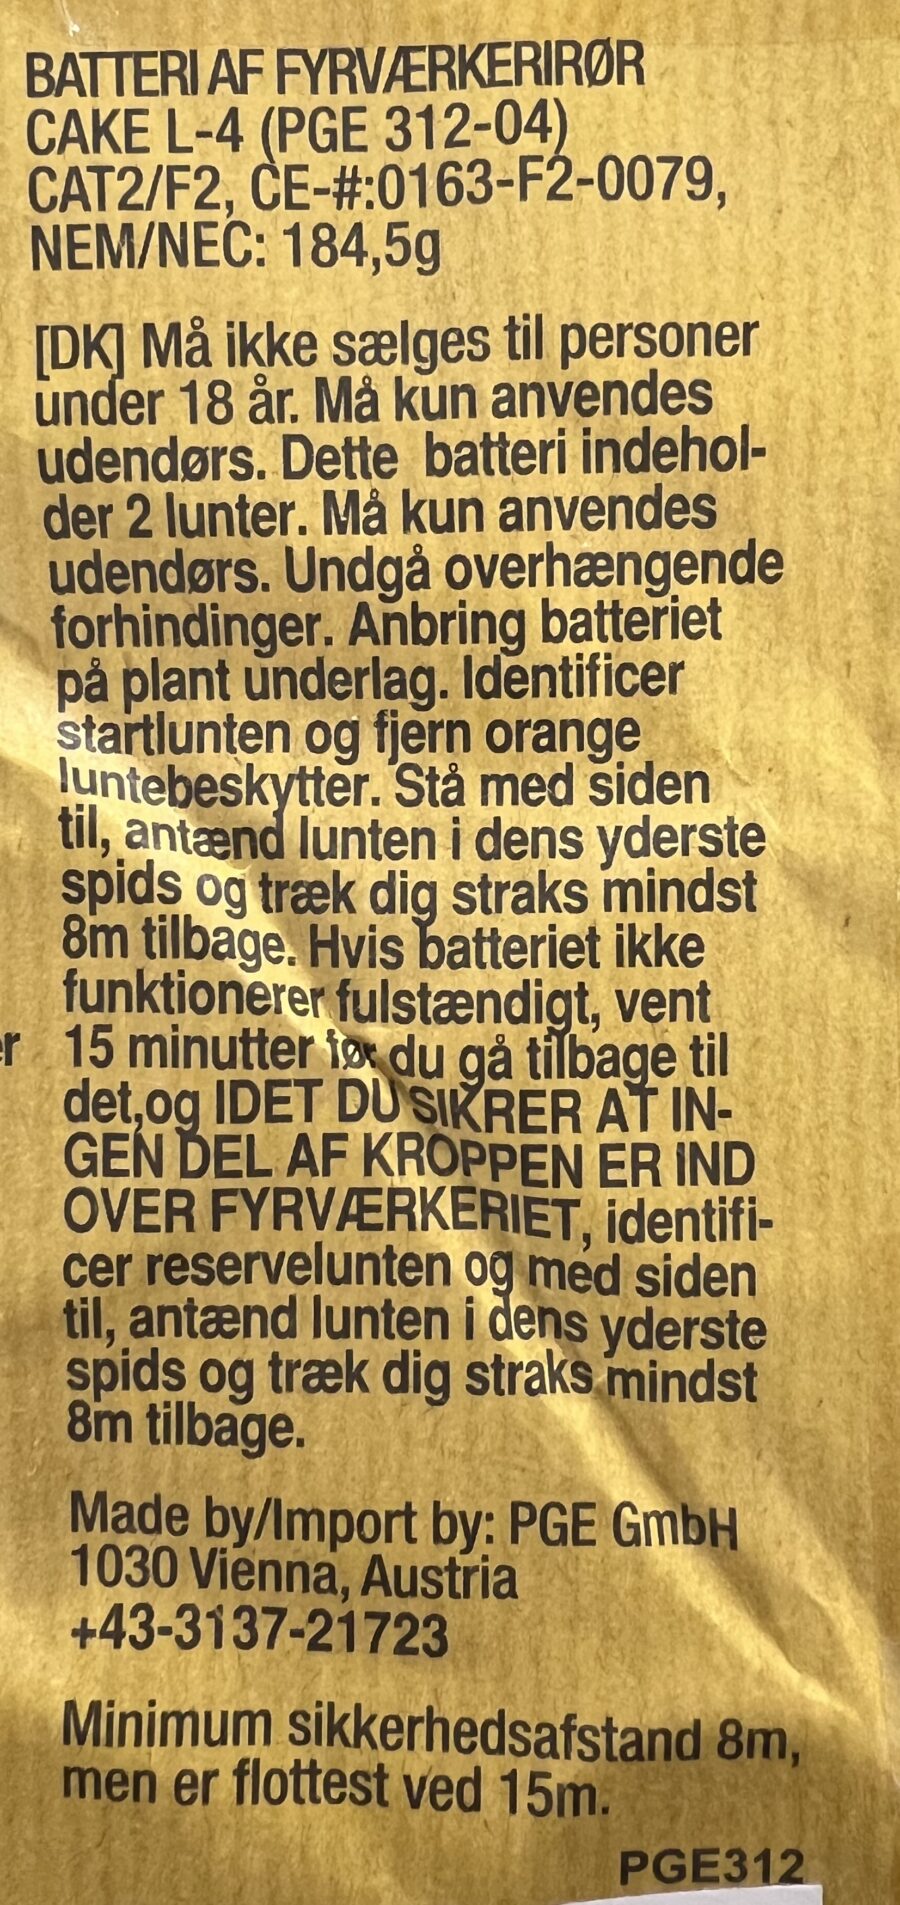 BATTERI AF FYRVÆRKERIRØR
CAKE L-4 (PGE 312-04)
CAT2/F2, CE-#:0163-F2-0079,
NEM/NEC: 184,5g
[DK] Må ikke sælges til personer
under 18 år. Må kun anvendes
udendørs. Dette batteri indehol-
der 2 lunter. Må kun anvendes
udendørs. Undgå overhængende
forhindinger. Anbring batteriet
på plant underlag. Identificer
startlunten og fjern orange
luntebeskytter. Stå med siden
til, antænd lunten i dens yderste
spids og træk dig straks mindst
8m tilbage. Hvis batteriet ikke
funktionerer fulstændigt, vent
15 minutter før du gå tilbage til
det,og IDET DU SIKRER AT IN-
GEN DEL AF KROPPEN ER IND
OVER FYRVÆRKERIET, identifi-
cer reservelunten og med siden
til, antænd lunten i dens yderste
spids og træk dig straks mindst
8m tilbage.
Made by/Import by: PGE GmbH
1030 Vienna, Austria
+43-3137-21723
Minimum sikkerhedsafstand 8m,
men er flottest ved 15m.
PGE312